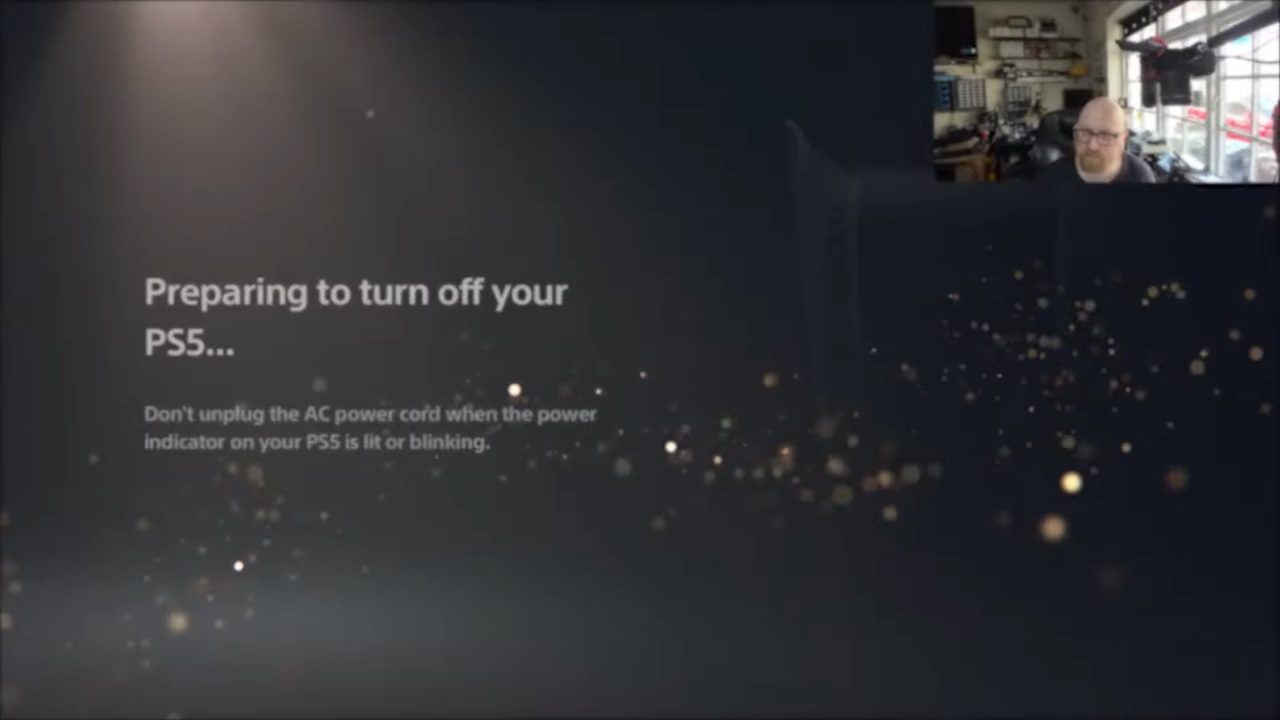 Preparing to turn off your
PS5...
Don't unplug the AC power cord when the power
indicator on your PS5 is lit or blinking.